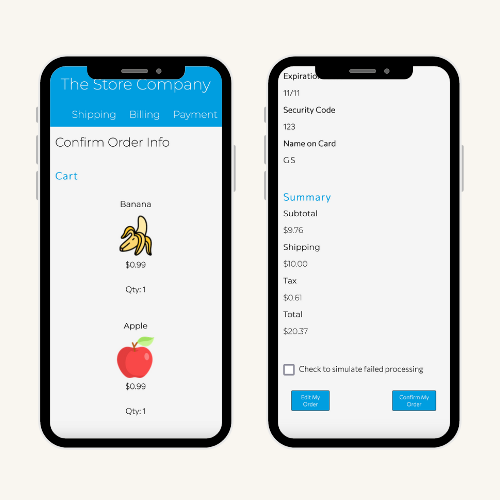 The Store Company
Shipping Billing Payment
Confirm Order Info
Cart
Banana
$0.99
Qty: 1
Apple
$0.99
Qty: 1
11/11
Security Code
123
Name on Card
G S
Summary
Subtotal
$9.76
Shipping
$10.00
Tax
$0.61
Total
$20.37
Check to simulate failed processing
Edit My
Order
Confirm My
Order